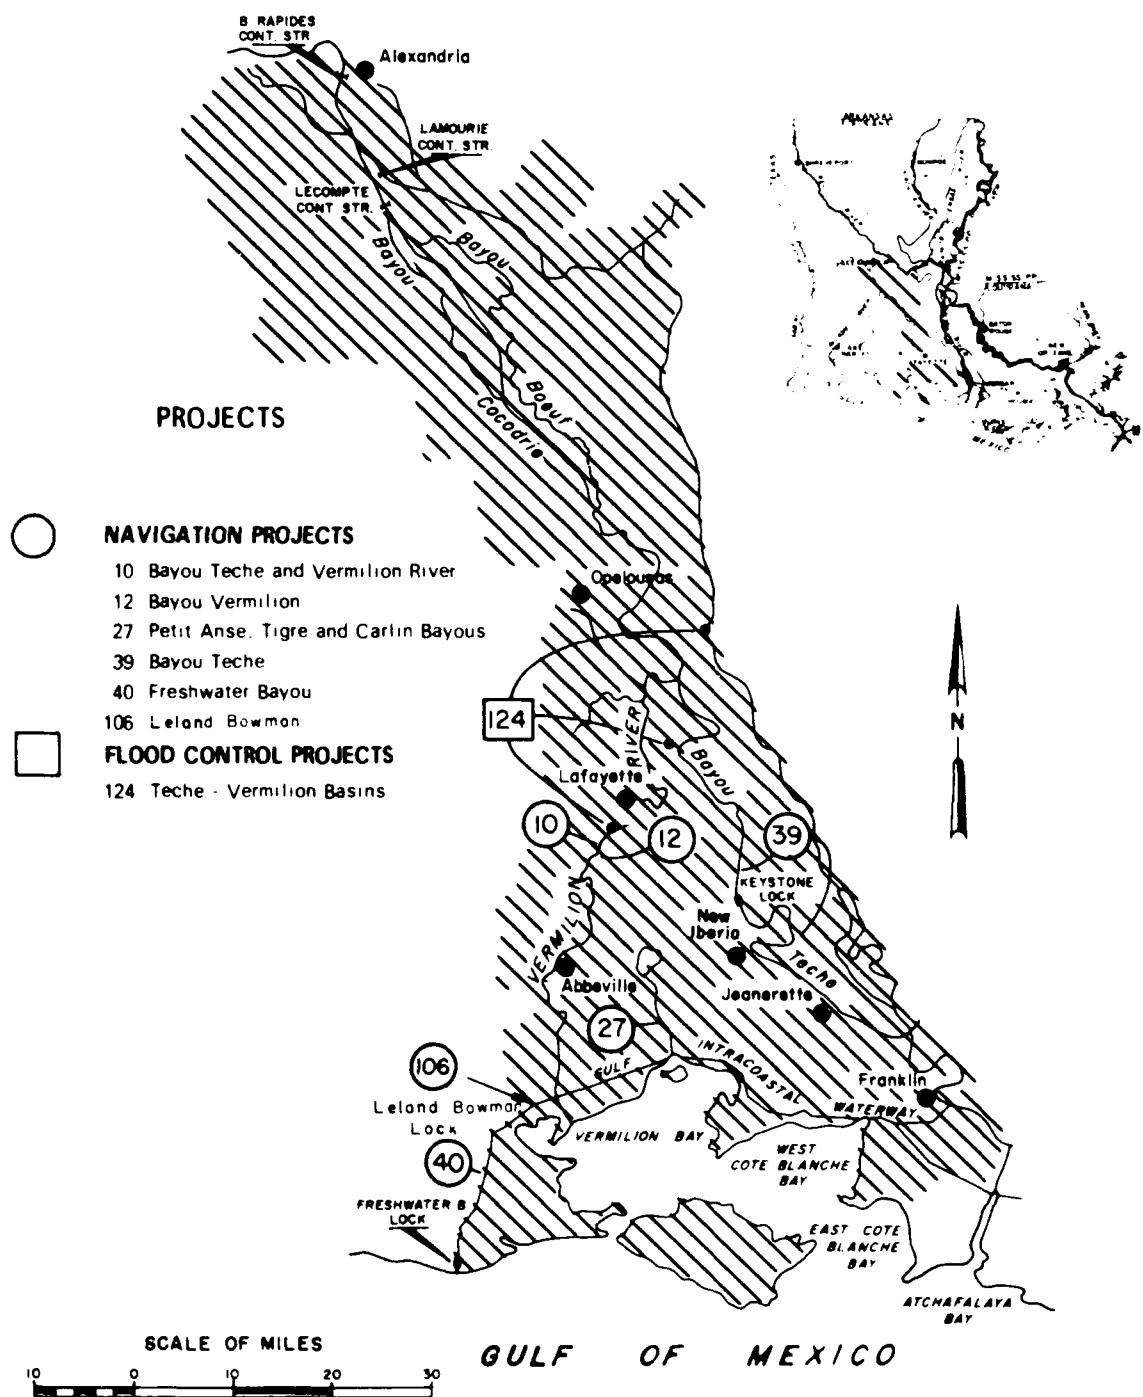 B RAPIDES
CONT. STR
Alexandria
LAMOURIE
CONT. STR.
LECOMPTE
CONT STR.
Bayou
Bayou
Boeuf
Cocodrie
PROJECTS
NAVIGATION PROJECTS
10 Bayou Teche and Vermilion River
12 Bayou Vermilion
27 Petit Anse, Tigre and Carlin Bayous
39 Bayou Teche
40 Freshwater Bayou
106 Leland Bowman
FLOOD CONTROL PROJECTS
124 Teche - Vermilion Basins
Opelousas
124
RIVER
Bayou
Lafayette
10
12
39
KEYSTONE
LOCK
VERMILION
New
Iberia
Teche
Abbeville
Jeanerette
27
GULF
INTRACOASTAL
WATERWAY
Franklin
106
Leland Bowman
Lock
VERMILION BAY
WEST
COTE BLANCHE
BAY
40
FRESHWATER B
LOCK
EAST COTE
BLANCHE
BAY
ATCHAFALAYA
BAY
N
SCALE OF MILES
10 0 10 20 30
GULF OF MEXICO